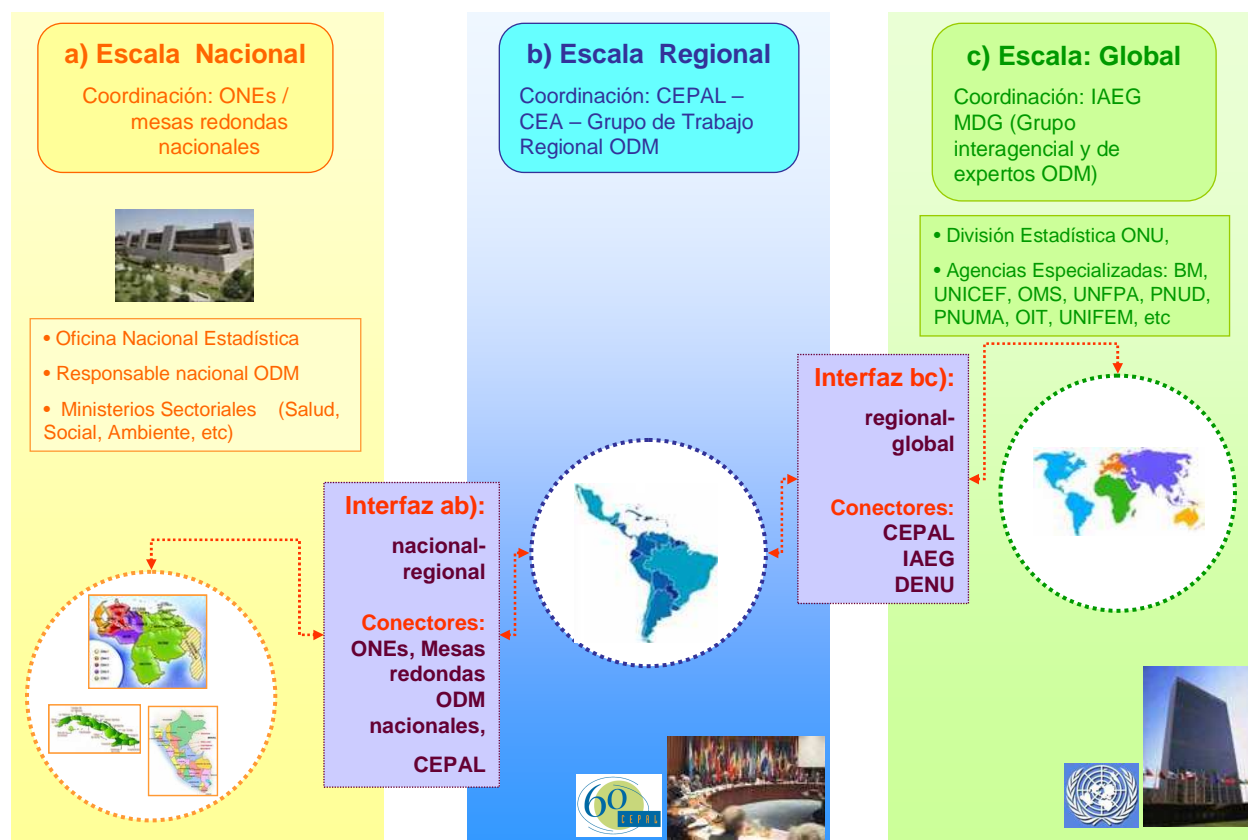 a) Escala Nacional
Coordinación: ONEs /
mesas redondas
nacionales
• Oficina Nacional Estadística
• Responsable nacional ODM
• Ministerios Sectoriales (Salud,
Social, Ambiente, etc)
Interfaz ab):
nacional-
regional
Conectores:
ONEs, Mesas
redondas
ODM
nacionales,
CEPAL
b) Escala Regional
Coordinación: CEPAL –
CEA – Grupo de Trabajo
Regional ODM
60
CEPAL
Interfaz bc):
regional-
global
Conectores:
CEPAL
IAEG
DENU
c) Escala: Global
Coordinación: IAEG
MDG (Grupo
interagencial y de
expertos ODM)
• División Estadística ONU,
• Agencias Especializadas: BM,
UNICEF, OMS, UNFPA, PNUD,
PNUMA, OIT, UNIFEM, etc